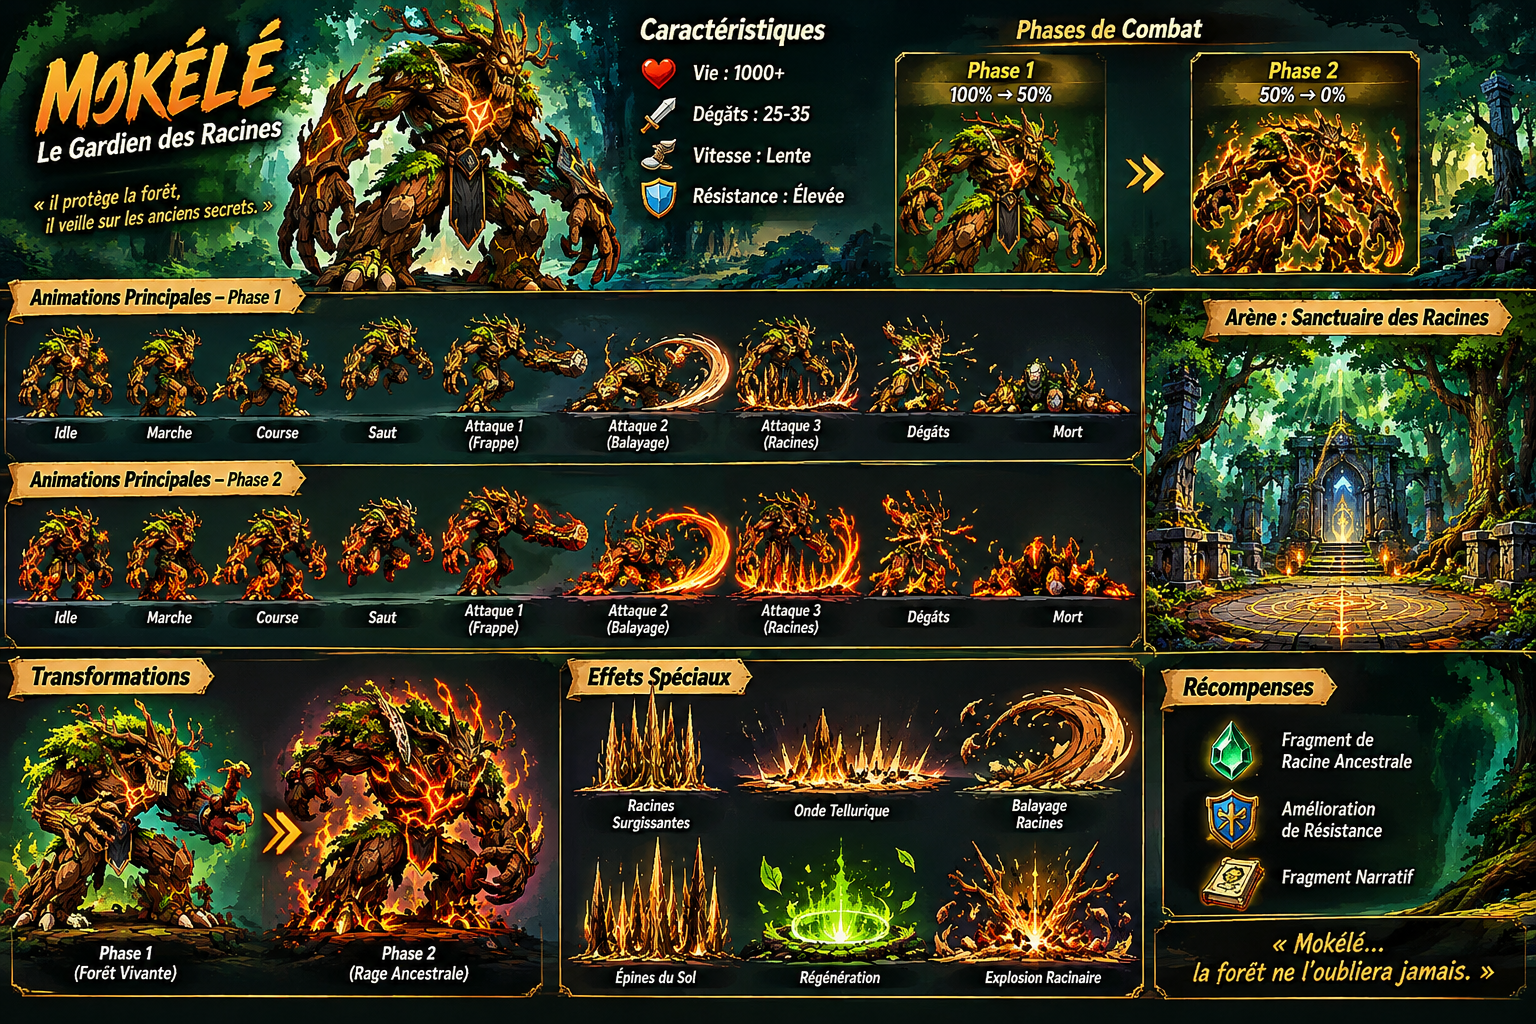 MOKÉLÉ
Le Gardien des Racines
« il protège la forêt,
il veille sur les anciens secrets. »
Caractéristiques
Vie : 1000+
Dégâts : 25-35
Vitesse : Lente
Résistance : Élevée
Phases de Combat
Phase 1
100% → 50%
Phase 2
50% → 0%
Animations Principales – Phase 1
Idle
Marche
Course
Saut
Attaque 1
(Frappe)
Attaque 2
(Balayage)
Attaque 3
(Racines)
Dégâts
Mort
Animations Principales – Phase 2
Idle
Marche
Course
Saut
Attaque 1
(Frappe)
Attaque 2
(Balayage)
Attaque 3
(Racines)
Dégâts
Mort
Arène : Sanctuaire des Racines
Transformations
Phase 1
(Forêt Vivante)
Phase 2
(Rage Ancestrale)
Effets Spéciaux
Racines
Surgissantes
Onde Tellurique
Balayage
Racines
Épines du Sol
Régénération
Explosion Racinaire
Récompenses
Fragment de
Racine Ancestrale
Amélioration
de Résistance
Fragment Narratif
« Mokélé...
la forêt ne l'oubliera jamais. »